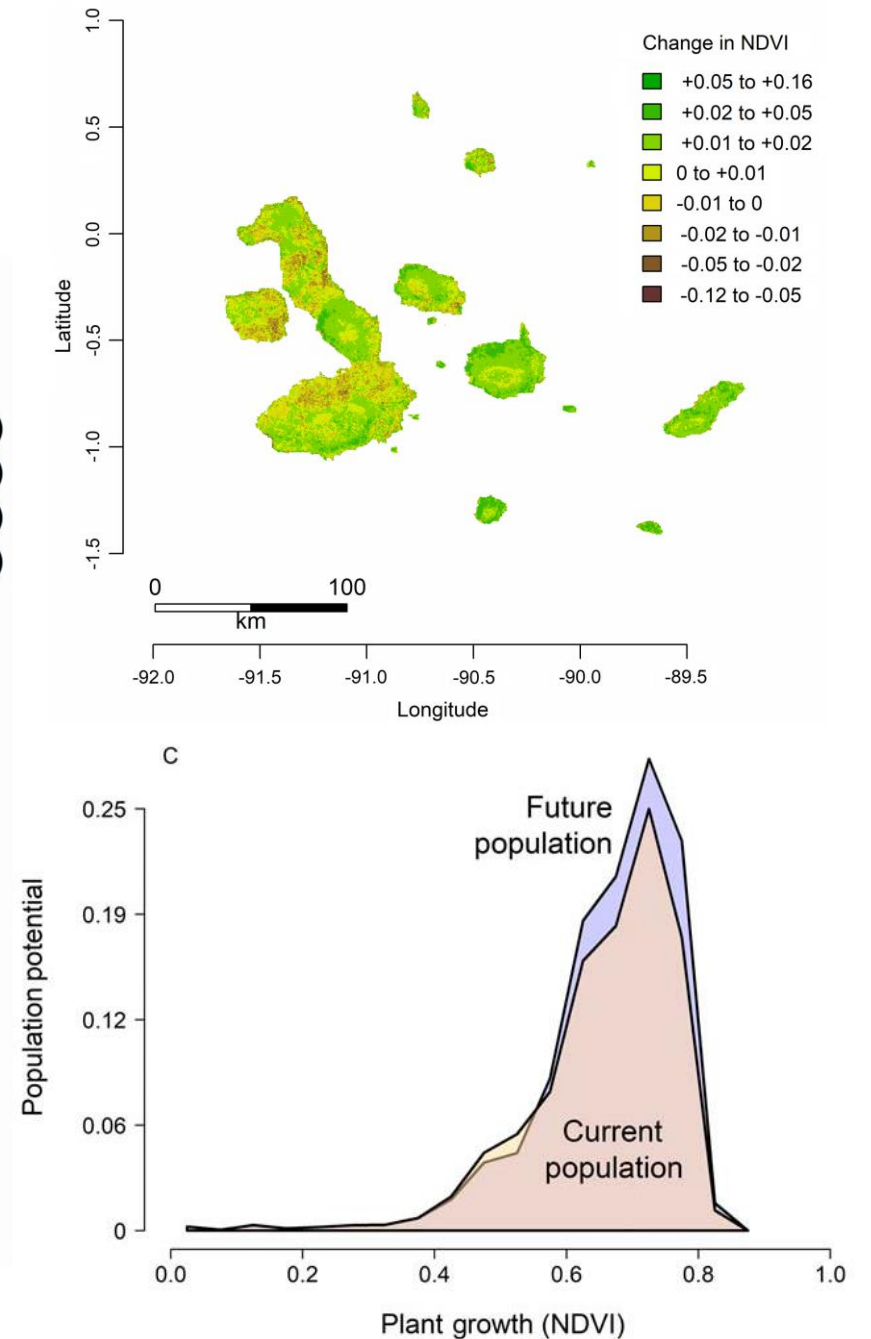 Change in NDVI
+0.05 to +0.16
+0.02 to +0.05
+0.01 to +0.02
0 to +0.01
-0.01 to 0
-0.02 to -0.01
-0.05 to -0.02
-0.12 to -0.05
1.0
0.5
0.0
-0.5
-1.0
-1.5
Latitude
0 100
km
-92.0 -91.5 -91.0 -90.5 -90.0 -89.5
Longitude
C
Future
population
Current
population
0.25
0.19
0.12
0.06
0
Population potential
0.0 0.2 0.4 0.6 0.8 1.0
Plant growth (NDVI)